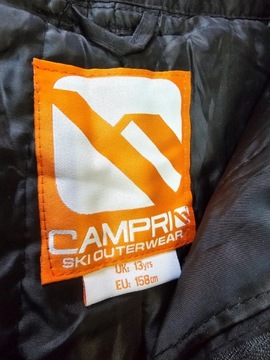 CAMPRI
SKI OUTERWEAR
UK: 13yrs
EU: 158cm